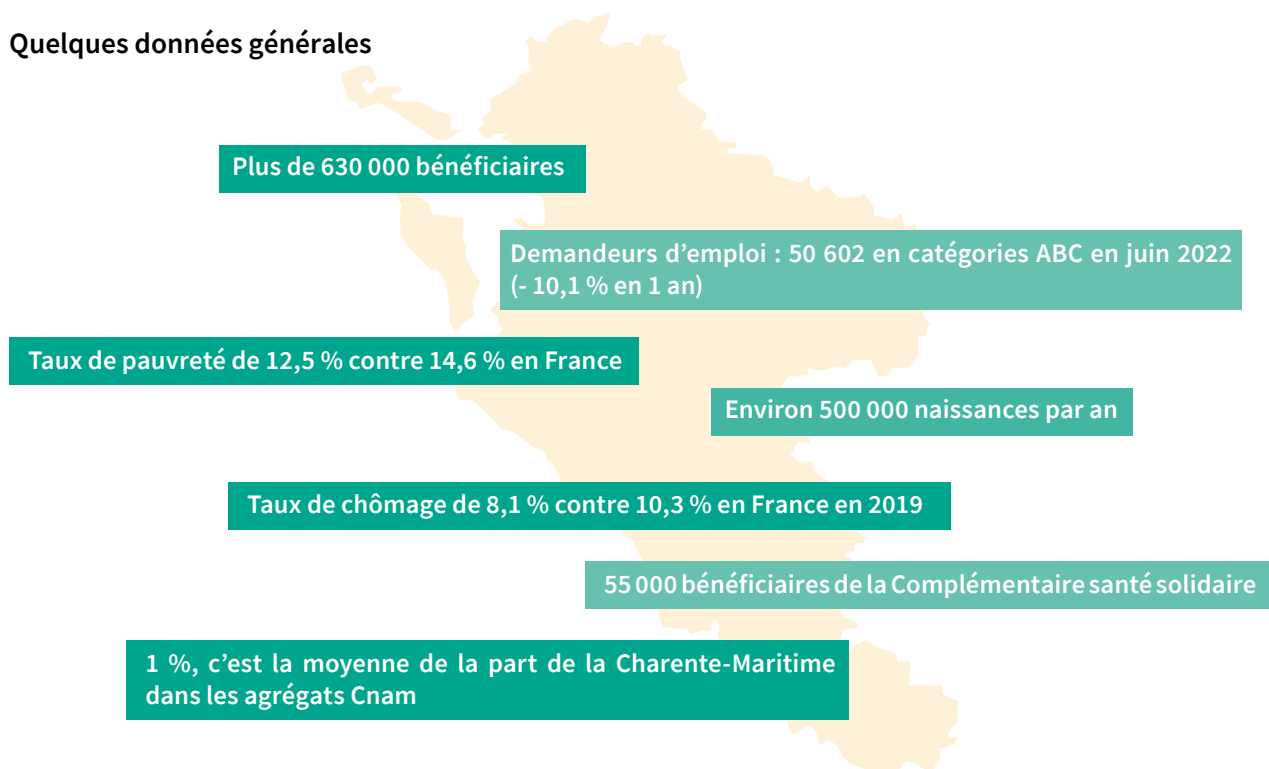 Quelques données générales
Plus de 630 000 bénéficiaires
Demandeurs d’emploi : 50 602 en catégories ABC en juin 2022
(- 10,1 % en 1 an)
Taux de pauvreté de 12,5 % contre 14,6 % en France
Environ 500 000 naissances par an
Taux de chômage de 8,1 % contre 10,3 % en France en 2019
55 000 bénéficiaires de la Complémentaire santé solidaire
1 %, c’est la moyenne de la part de la Charente-Maritime
dans les agrégats Cnam